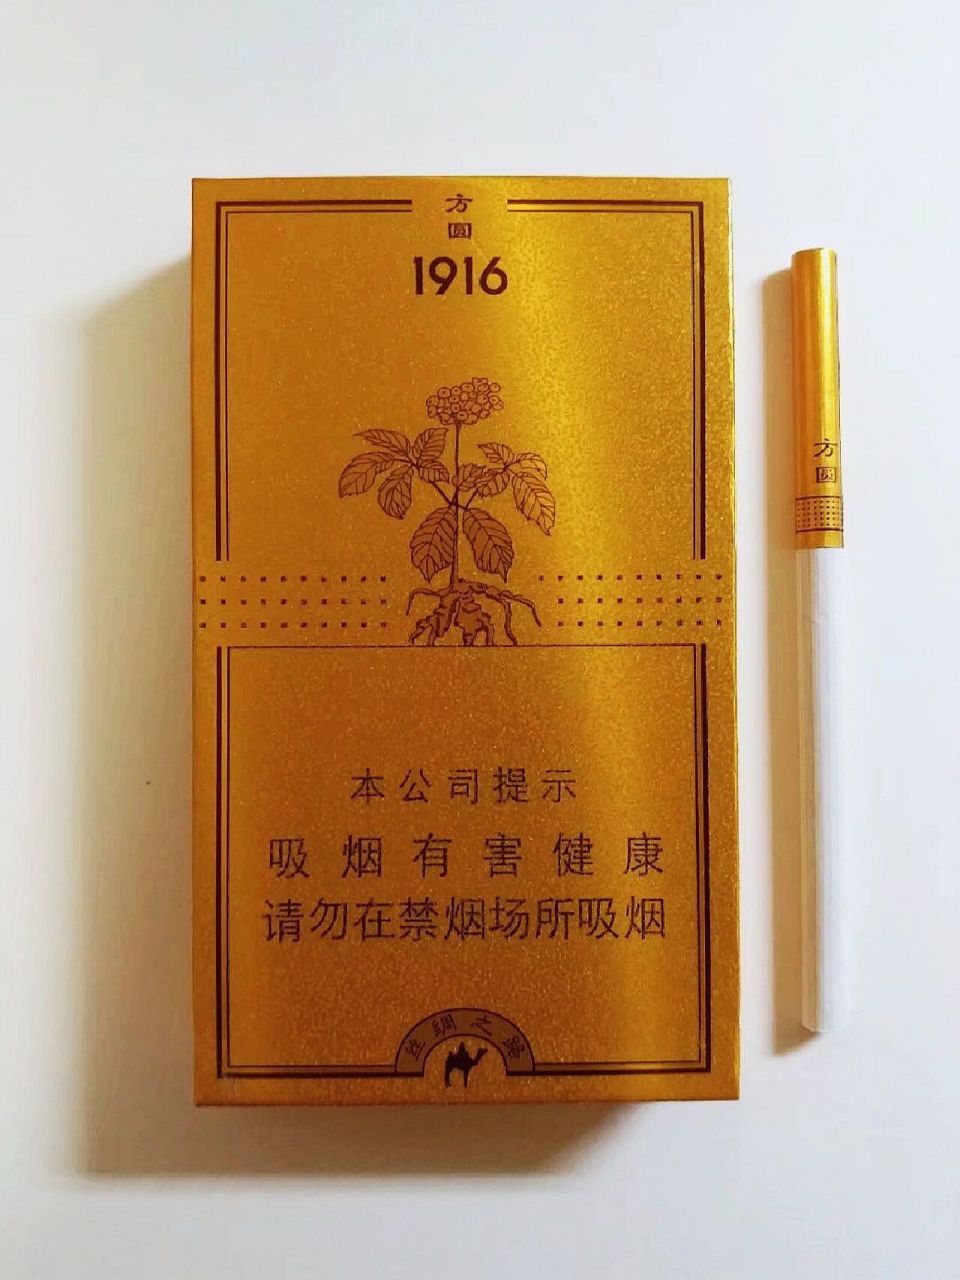 方
圆
1916
本公司提示
吸烟有害健康
请勿在禁烟场所吸烟
丝绸之路
方
圆